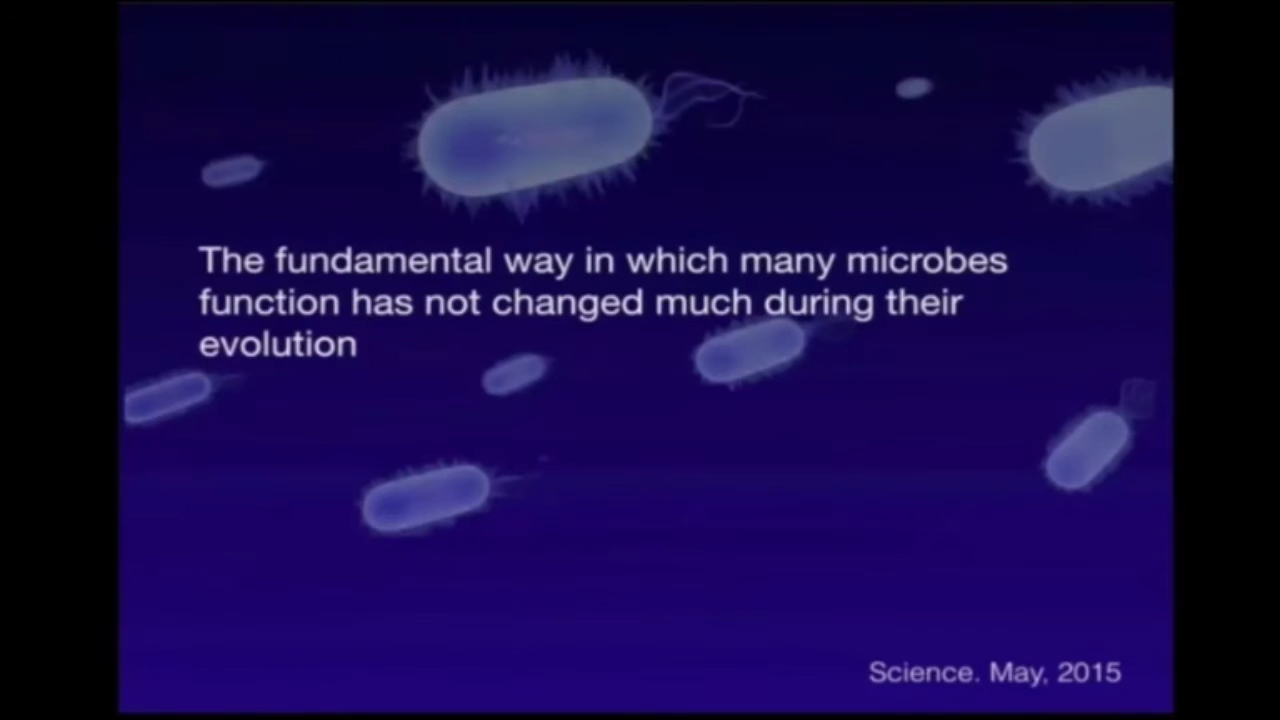 The fundamental way in which many microbes
function has not changed much during their
evolution
Science. May, 2015